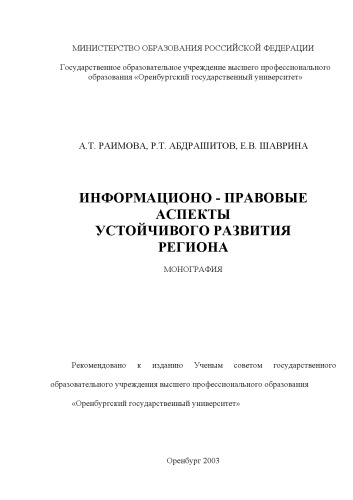 МИНИСТЕРСТВО ОБРАЗОВАНИЯ РОССИЙСКОЙ ФЕДЕРАЦИИ
Государственное образовательное учреждение высшего профессионального
образования «Оренбургский государственный университет»
А.Т. РАИМОВА, Р.Т. АБДРАШИТОВ, Е.В. ШАВРИНА
ИНФОРМАЦИОНО - ПРАВОВЫЕ
АСПЕКТЫ
УСТОЙЧИВОГО РАЗВИТИЯ
РЕГИОНА
МОНОГРАФИЯ
Рекомендовано к изданию Ученым советом государственного
образовательного учреждения высшего профессионального образования
«Оренбургский государственный университет»
Оренбург 2003